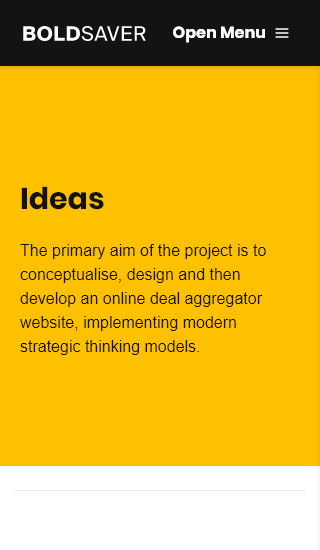 BOLDSAVER
Open Menu
Ideas
The primary aim of the project is to
conceptualise, design and then
develop an online deal aggregator
website, implementing modern
strategic thinking models.